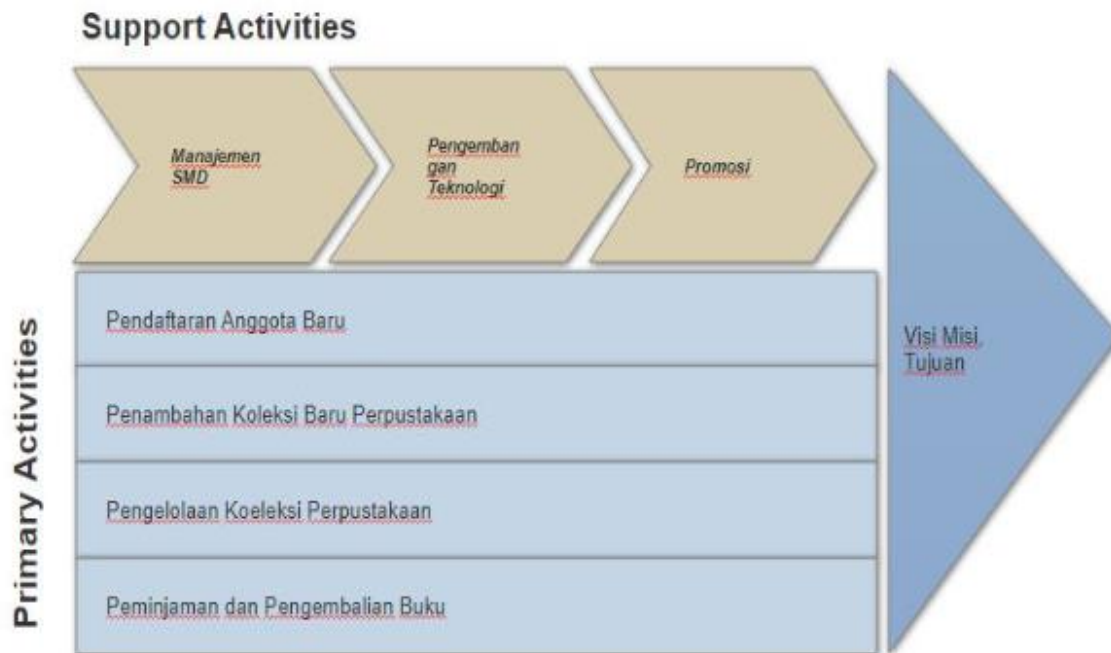 Support Activities
Manajemen
SMD
Pengemban
gan
Teknologi
Promosi
Primary Activities
Pendaftaran Anggota Baru
Penambahan Koleksi Baru Perpustakaan
Pengelolaan Koeleksi Perpustakaan
Peminjaman dan Pengembalian Buku
Visi Misi
Tujuan